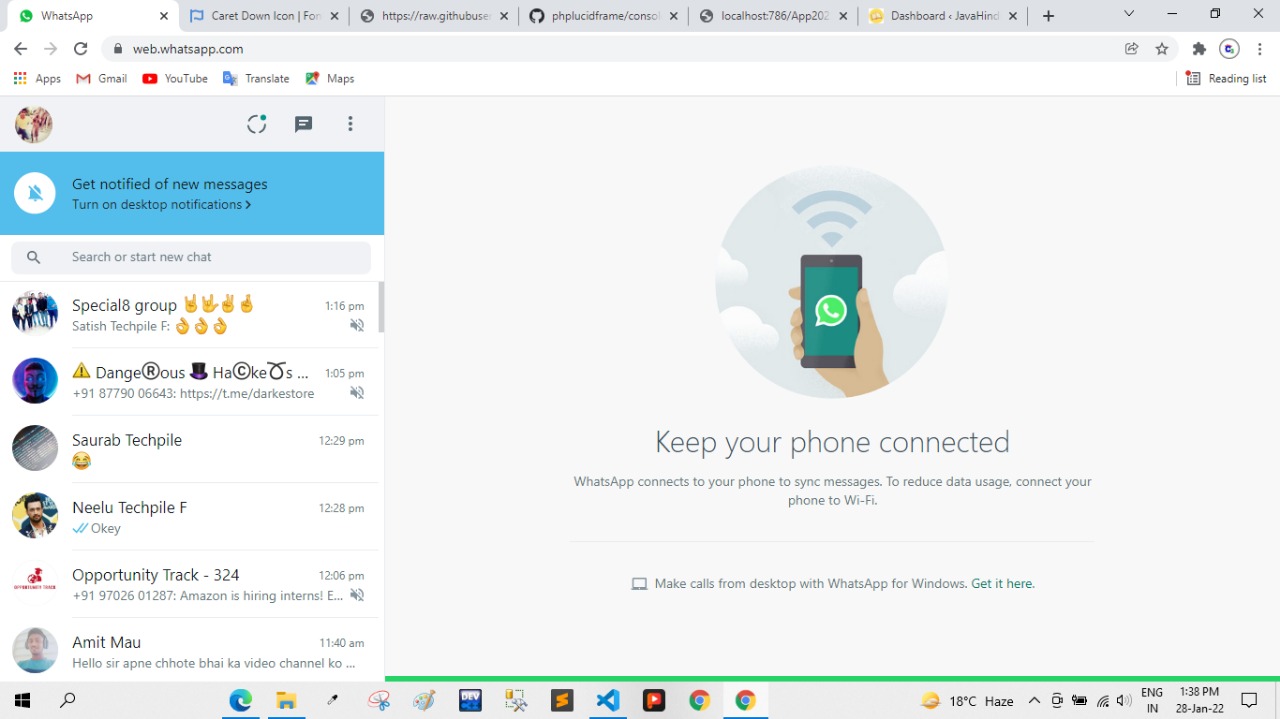 WhatsApp
Caret Down Icon | Fon
https://raw.githubuse
phplucidframe/consol
localhost:786/App202
Dashboard ‹ JavaHind
web.whatsapp.com
Apps
Gmail
YouTube
Translate
Maps
Reading list
Get notified of new messages
Turn on desktop notifications
Search or start new chat
Special8 group 🤘🤟✌🤞 1:16 pm
Satish Techpile F: 👌👌👌
⚠ DangeⓇous 🎩 HaⒸke➰s ... 1:05 pm
+91 87790 06643: https://t.me/darkestore
Saurab Techpile 12:29 pm
😂
Neelu Techpile F 12:28 pm
Okey
OPPORTUNITY TRACK
Opportunity Track - 324 12:06 pm
+91 97026 01287: Amazon is hiring interns! E...
Amit Mau 11:40 am
Hello sir apne chhote bhai ka video channel ko ...
Keep your phone connected
WhatsApp connects to your phone to sync messages. To reduce data usage, connect your
phone to Wi-Fi.
Make calls from desktop with WhatsApp for Windows. Get it here.
DEV
18°C Haze
ENG
IN
1:38 PM
28-Jan-22